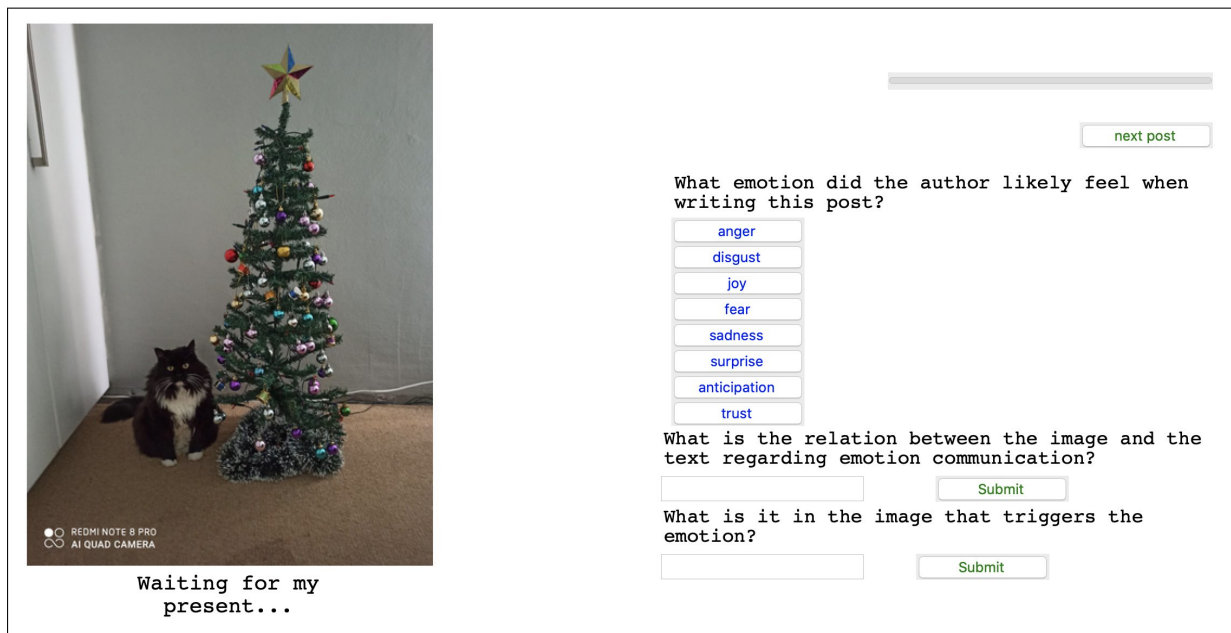 REDMI NOTE 8 PRO
AI QUAD CAMERA
Waiting for my
present...
next post
What emotion did the author likely feel when
writing this post?
anger
disgust
joy
fear
sadness
surprise
anticipation
trust
What is the relation between the image and the
text regarding emotion communication?
Submit
What is it in the image that triggers the
emotion?
Submit